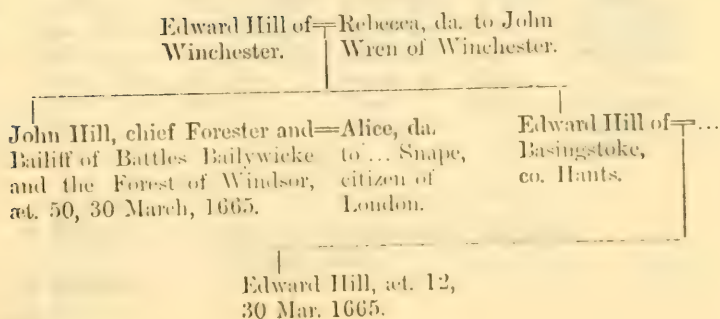 Edward Hill of
Winchester.
Rebecca, da. to John
Wren of Winchester.
John Hill, chief Forester and
Bailiff of Battles Bailywicke
and the Forest of Windsor,
æt. 50, 30 March, 1665.
Alice, da.
to ... Snape,
citizen of
London.
Edward Hill of
Basingstoke,
co. Hants.
...
Edward Hill, æt. 12,
30 Mar. 1665.